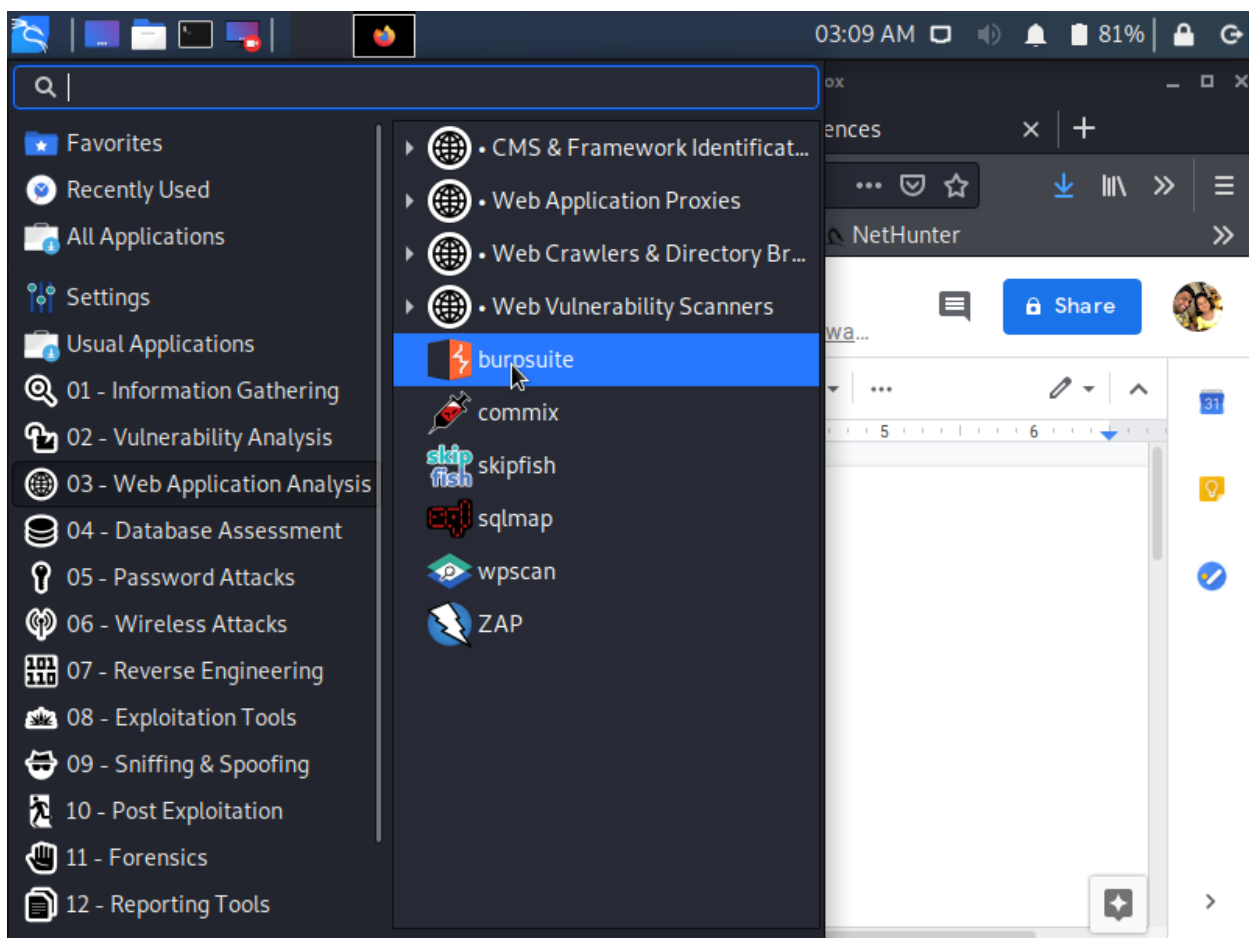 03:09 AM
81%
ox
Favorites
Recently Used
All Applications
Settings
Usual Applications
01 - Information Gathering
02 - Vulnerability Analysis
03 - Web Application Analysis
04 - Database Assessment
05 - Password Attacks
06 - Wireless Attacks
07 - Reverse Engineering
08 - Exploitation Tools
09 - Sniffing & Spoofing
10 - Post Exploitation
11 - Forensics
12 - Reporting Tools
• CMS & Framework Identificat...
• Web Application Proxies
• Web Crawlers & Directory Br...
• Web Vulnerability Scanners
burpsuite
commix
skip fish skipfish
sql sqlmap
wpscan
ZAP
ences
NetHunter
Share
wa...
31
5 6